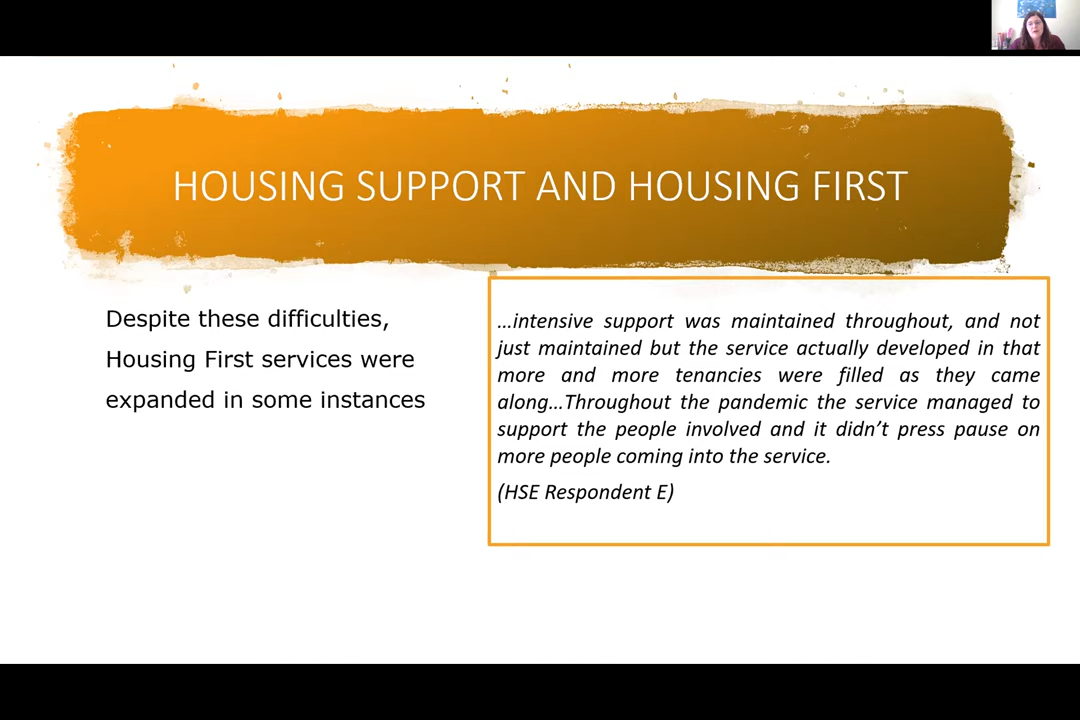 HOUSING SUPPORT AND HOUSING FIRST
Despite these difficulties,
Housing First services were
expanded in some instances
…intensive support was maintained throughout, and not
just maintained but the service actually developed in that
more and more tenancies were filled as they came
along…Throughout the pandemic the service managed to
support the people involved and it didn’t press pause on
more people coming into the service.
(HSE Respondent E)